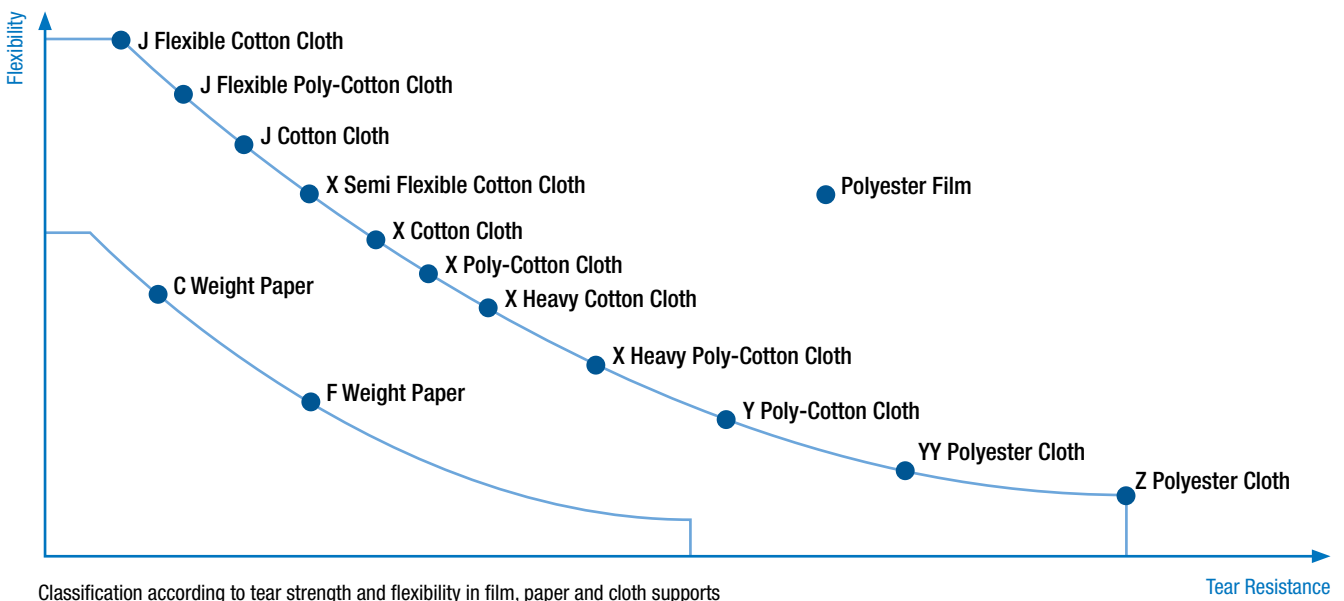 Flexibility
J Flexible Cotton Cloth
J Flexible Poly-Cotton Cloth
J Cotton Cloth
X Semi Flexible Cotton Cloth
Polyester Film
X Cotton Cloth
X Poly-Cotton Cloth
C Weight Paper
X Heavy Cotton Cloth
X Heavy Poly-Cotton Cloth
F Weight Paper
Y Poly-Cotton Cloth
YY Polyester Cloth
Z Polyester Cloth
Tear Resistance
Classification according to tear strength and flexibility in film, paper and cloth supports